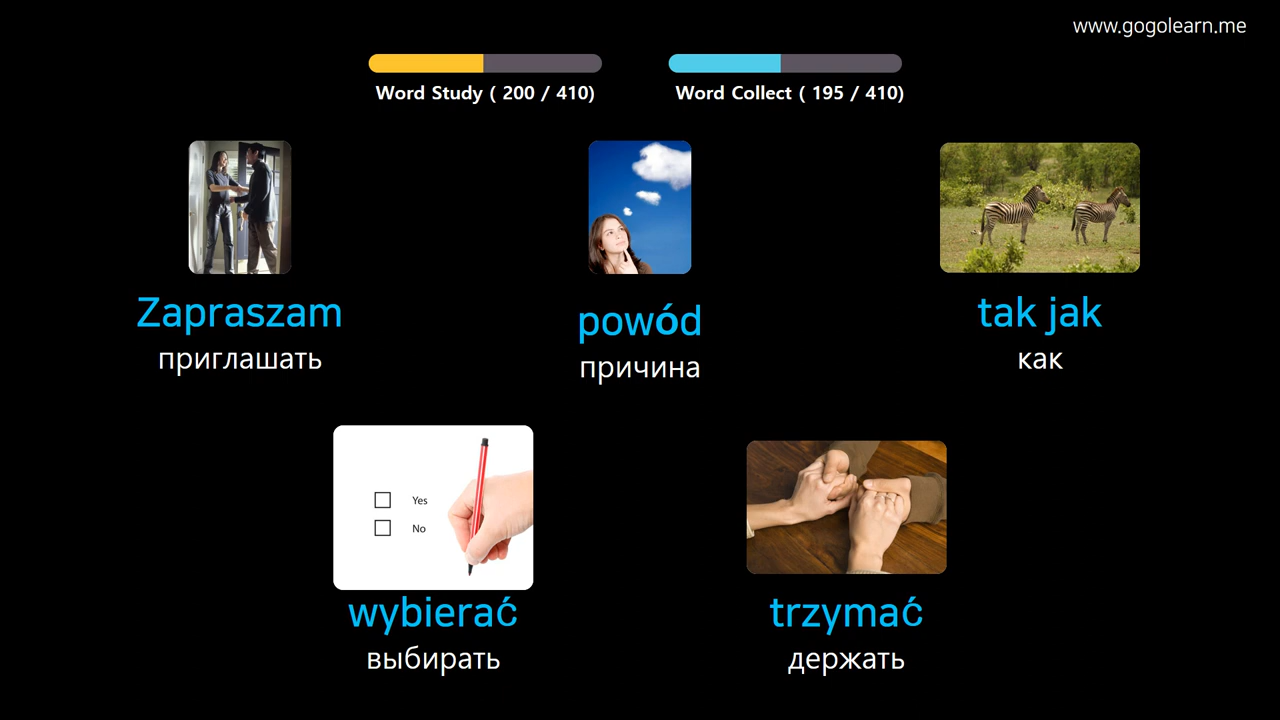 www.gogolearn.me
Word Study ( 200 / 410)
Word Collect ( 195 / 410)
Zapraszam
приглашать
powód
причина
tak jak
как
Yes
No
wybierać
выбирать
trzymać
держать